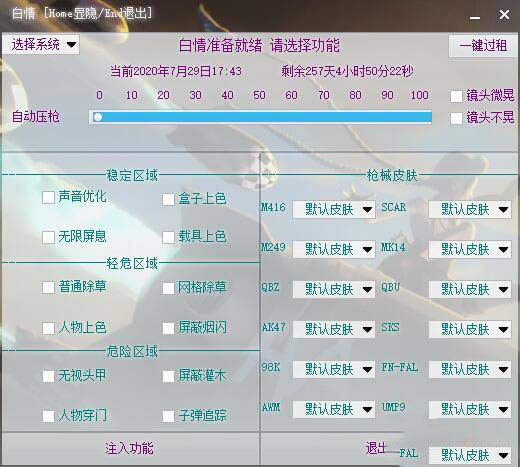 白情 [Home显隐/End退出]
选择系统 白情准备就绪 请选择功能 一键过租
当前2020年7月29日17:43 剩余257天4小时50分22秒
0 10 20 30 40 50 60 70 80 90 100 镜头微晃
自动压枪 镜头不晃
稳定区域 枪械皮肤
声音优化 盒子上色 M416 默认皮肤 SCAR 默认皮肤
无限屏息 载具上色 M249 默认皮肤 MK14 默认皮肤
轻危区域
普通除草 网格除草 QBZ 默认皮肤 QBU 默认皮肤
人物上色 屏蔽烟闪 AK47 默认皮肤 SKS 默认皮肤
危险区域
无视头甲 屏蔽灌木 98K 默认皮肤 FN-FAL 默认皮肤
人物穿门 子弹追踪 AWM 默认皮肤 UMP9 默认皮肤
注入功能 退出 FAL 默认皮肤